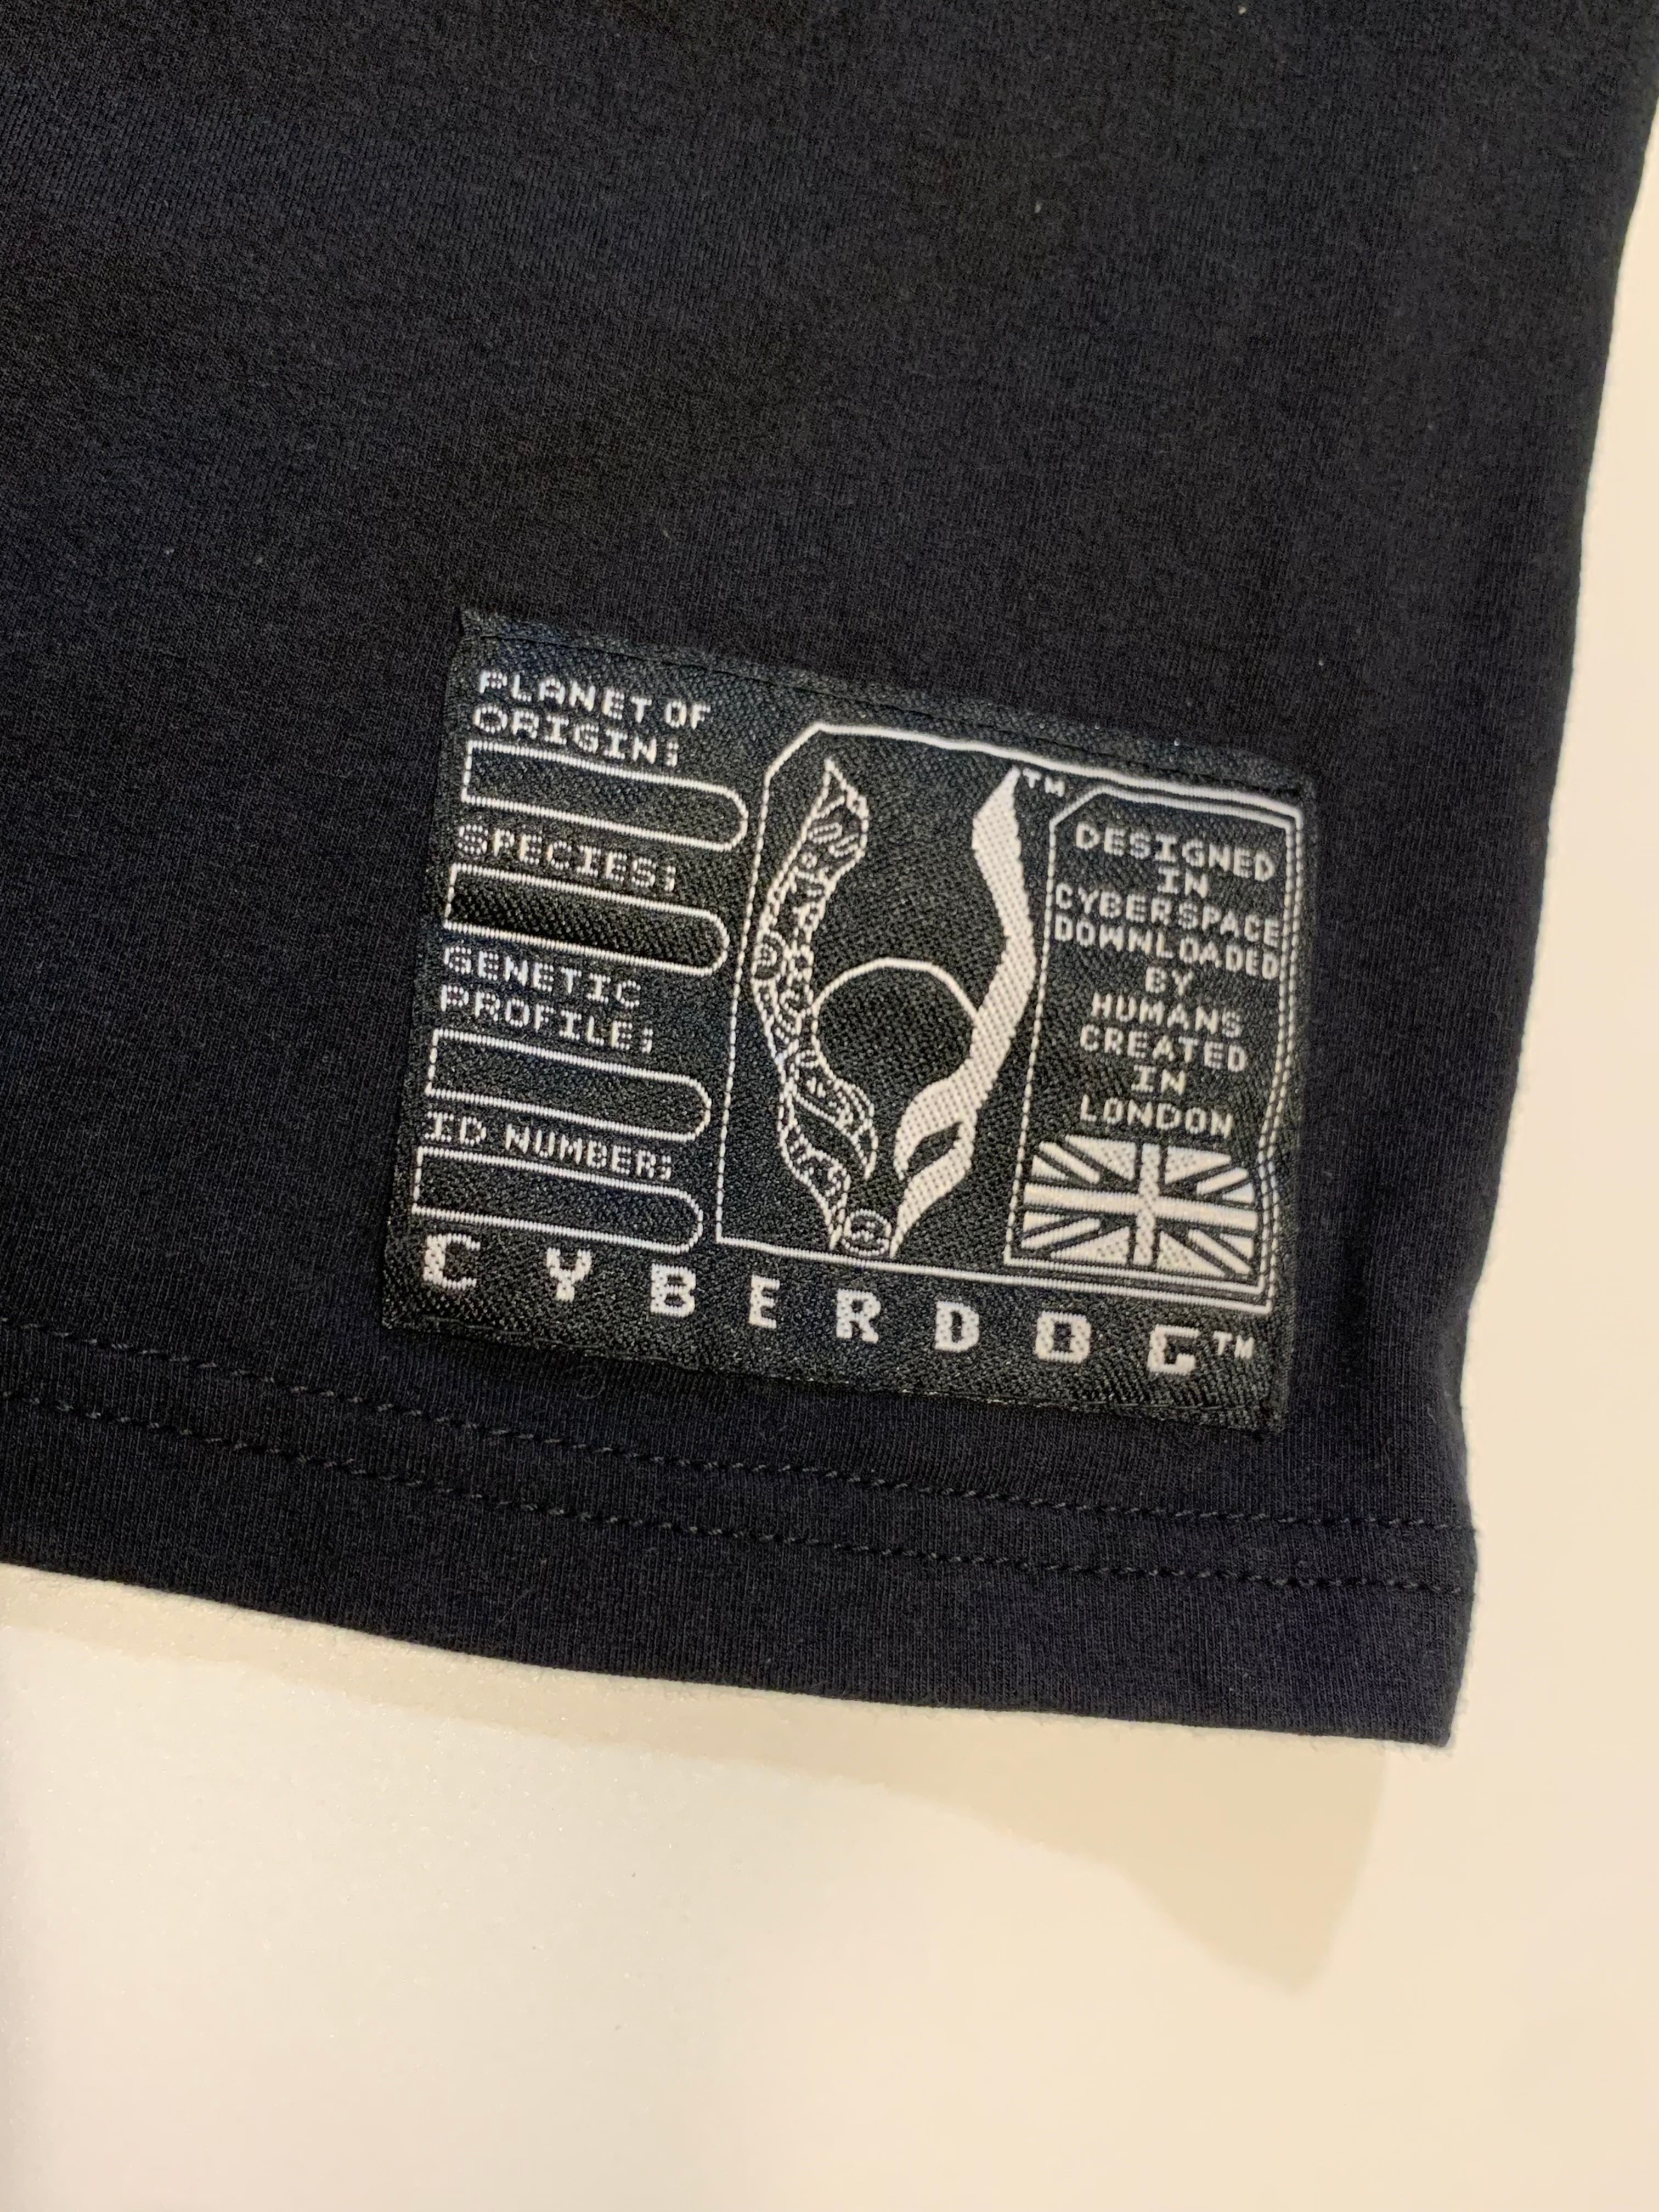 PLANET OF
ORIGIN:
SPECIES:
GENETIC
PROFILE:
ID NUMBER:
TM
DESIGNED
IN
CYBERSPACE
DOWNLOADED
BY
HUMANS
CREATED
IN
LONDON
CYBERDOG™